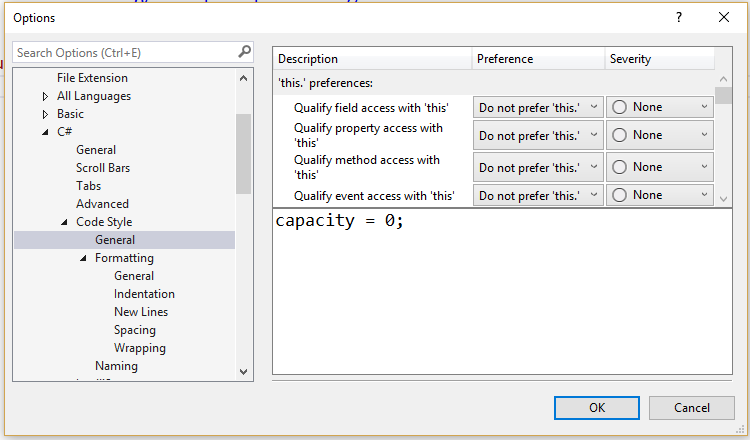 Options
?
Search Options (Ctrl+E)
File Extension
All Languages
Basic
C#
General
Scroll Bars
Tabs
Advanced
Code Style
General
Formatting
General
Indentation
New Lines
Spacing
Wrapping
Naming
Description Preference Severity
'this.' preferences:
Qualify field access with 'this' Do not prefer 'this.' None
Qualify property access with
'this' Do not prefer 'this.' None
Qualify method access with
'this' Do not prefer 'this.' None
Qualify event access with 'this' Do not prefer 'this.' None
capacity = 0;
OK Cancel